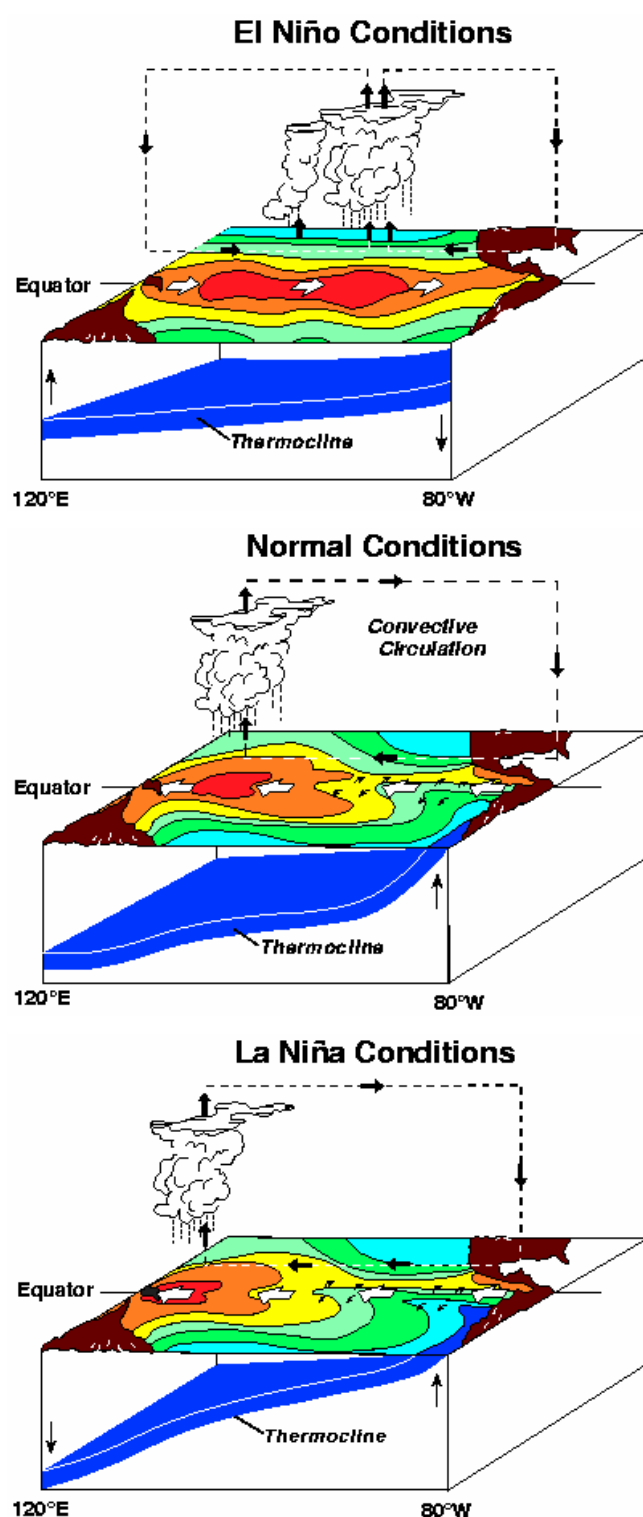 El Niño Conditions
Equator
Thermocline
120°E
80°W
Normal Conditions
Convective
Circulation
Equator
Thermocline
120°E
80°W
La Niña Conditions
Equator
Thermocline
120°E
80°W